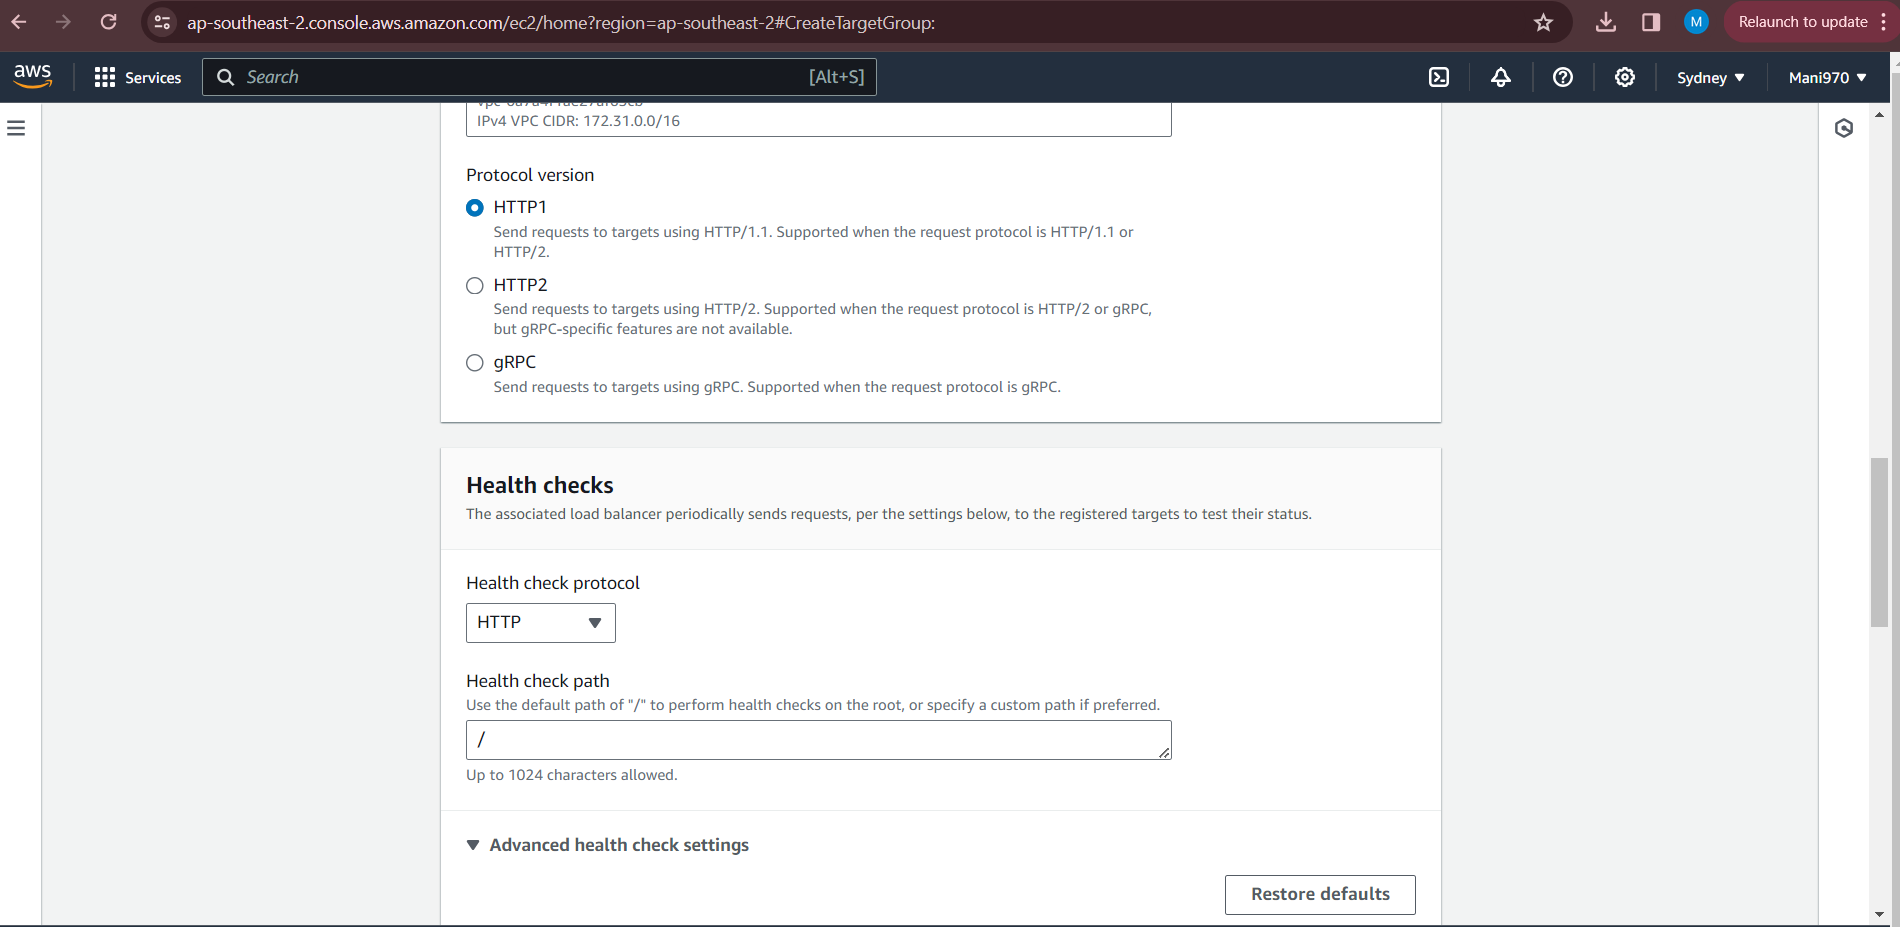 ap-southeast-2.console.aws.amazon.com/ec2/home?region=ap-southeast-2#CreateTargetGroup:
M
Relaunch to update
aws
Services
Search
[Alt+S]
Sydney
Mani970
IPv4 VPC CIDR: 172.31.0.0/16
Protocol version
HTTP1
Send requests to targets using HTTP/1.1. Supported when the request protocol is HTTP/1.1 or
HTTP/2.
HTTP2
Send requests to targets using HTTP/2. Supported when the request protocol is HTTP/2 or gRPC,
but gRPC-specific features are not available.
gRPC
Send requests to targets using gRPC. Supported when the request protocol is gRPC.
Health checks
The associated load balancer periodically sends requests, per the settings below, to the registered targets to test their status.
Health check protocol
HTTP
Health check path
Use the default path of "/" to perform health checks on the root, or specify a custom path if preferred.
/
Up to 1024 characters allowed.
Advanced health check settings
Restore defaults